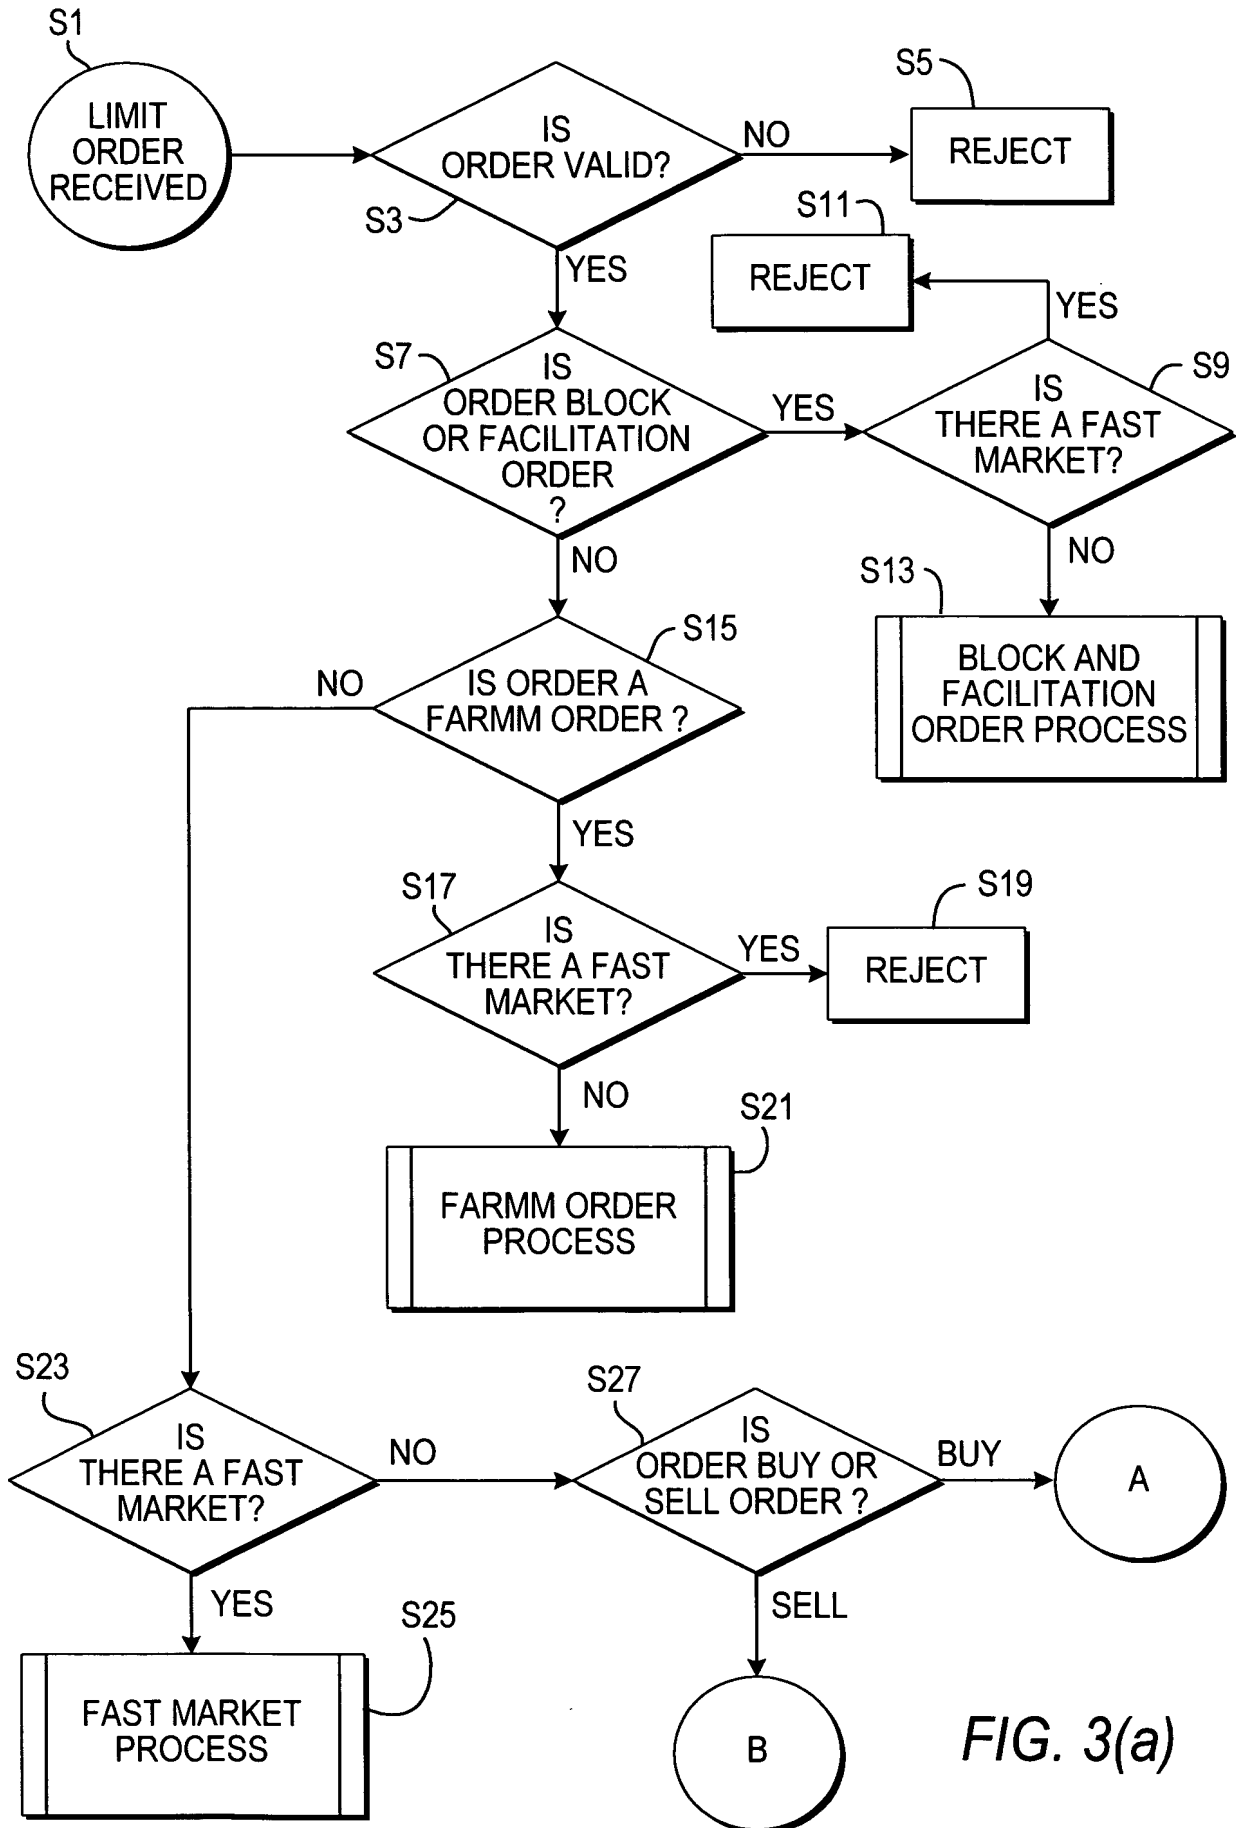 S1
LIMIT
ORDER
RECEIVED
IS
ORDER VALID?
S3
NO
S5
REJECT
YES
S11
REJECT
YES
S7
IS
ORDER BLOCK
OR FACILITATION
ORDER
?
YES
S9
IS
THERE A FAST
MARKET?
NO
NO
S13
BLOCK AND
FACILITATION
ORDER PROCESS
S15
IS ORDER A
FARMM ORDER ?
NO
YES
S17
IS
THERE A FAST
MARKET?
YES
S19
REJECT
NO
S21
FARMM ORDER
PROCESS
S23
IS
THERE A FAST
MARKET?
NO
S27
IS
ORDER BUY OR
SELL ORDER ?
BUY
A
YES
S25
FAST MARKET
PROCESS
SELL
B
FIG. 3(a)